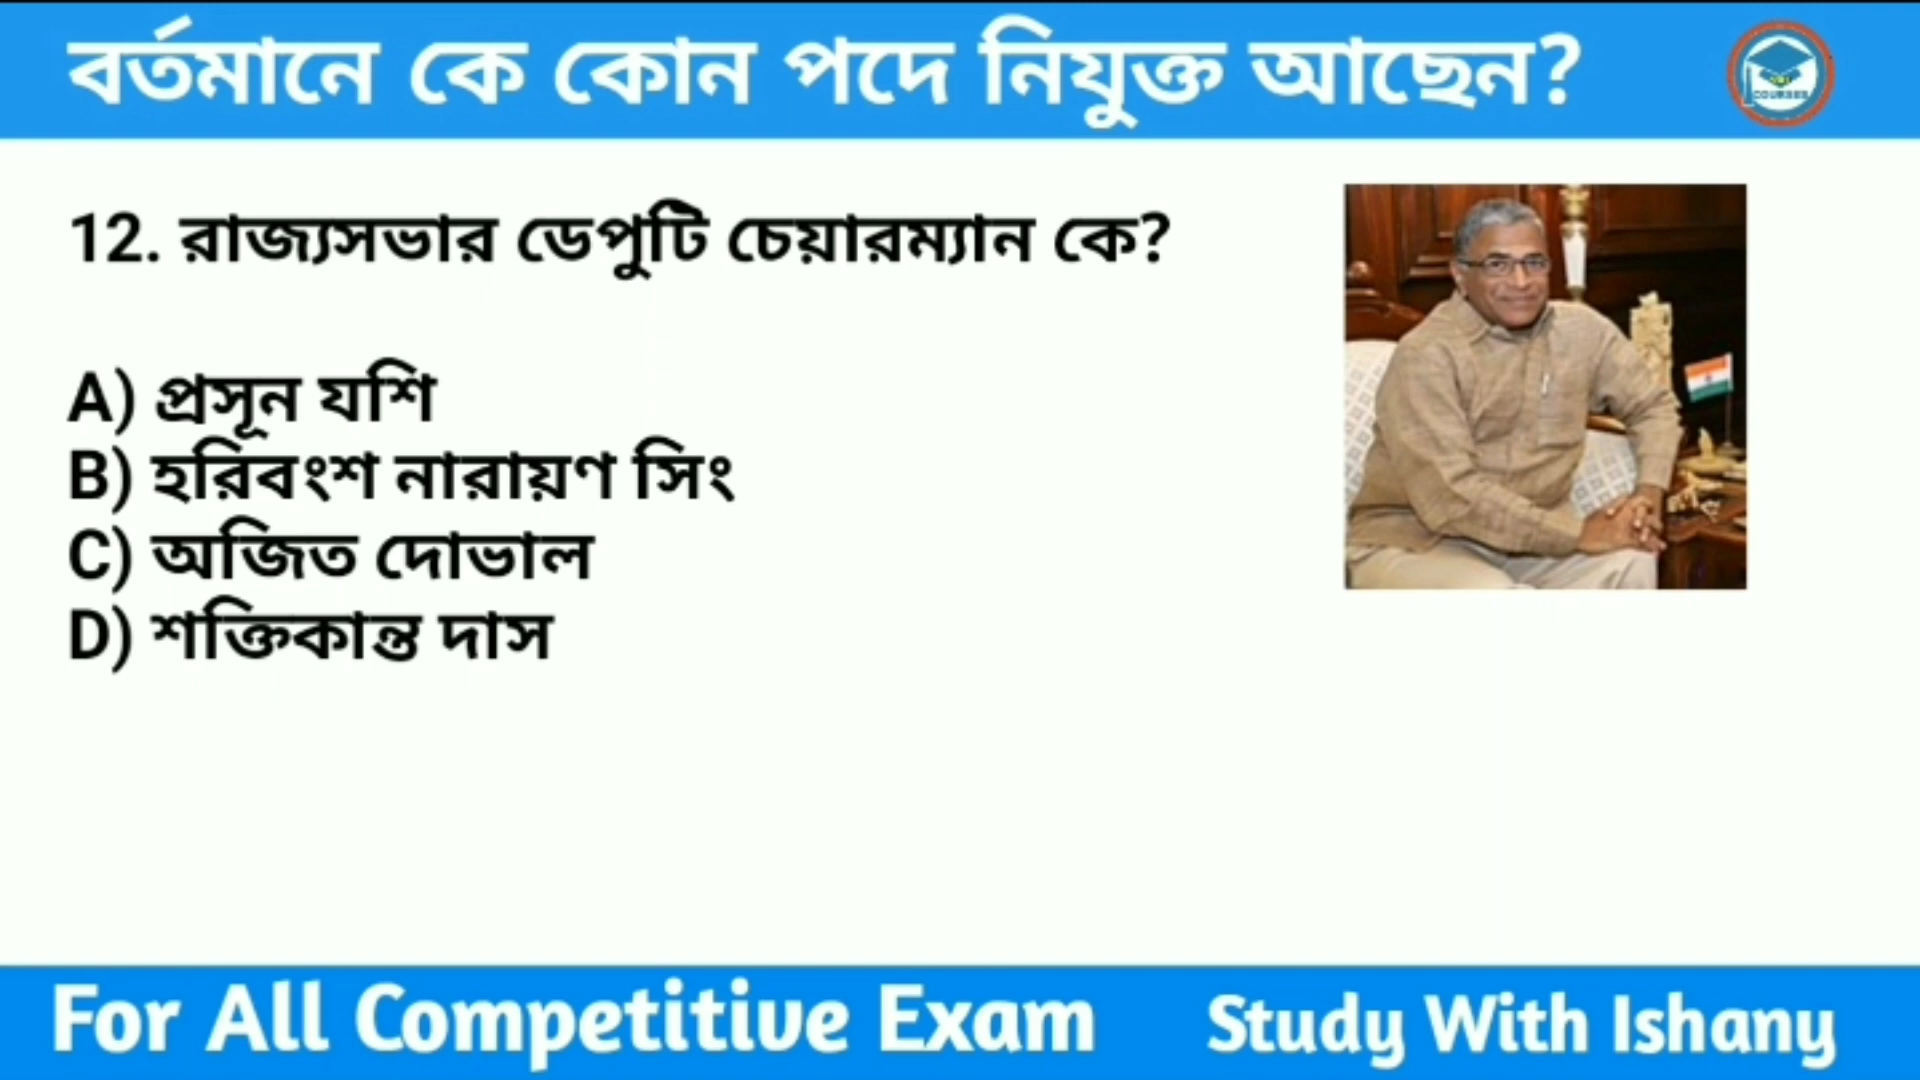 বর্তমানে কে কোন পদে নিযুক্ত আছেন?
COURSES
12. রাজ্যসভার ডেপুটি চেয়ারম্যান কে?
A) প্রসূন যশি
B) হরিবংশ নারায়ণ সিং
C) অজিত দোভাল
D) শক্তিকান্ত দাস
For All Competitive Exam Study With Ishany